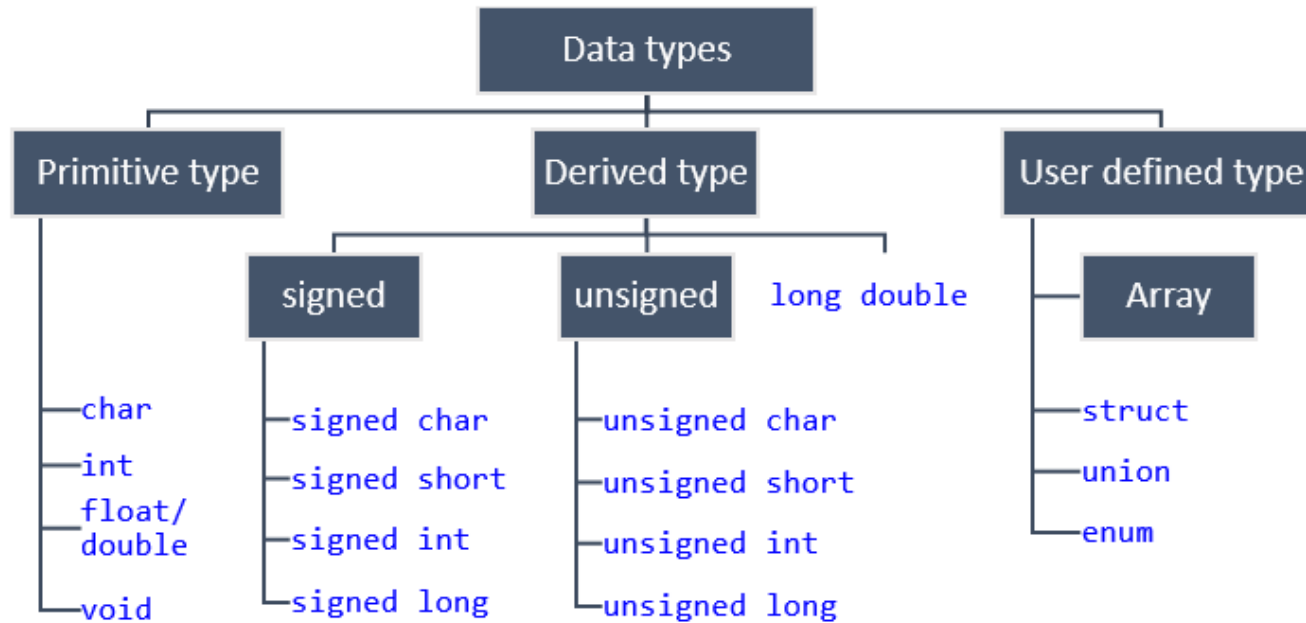 Data types
Primitive type
Derived type
User defined type
signed
unsigned
long double
Array
char
int
float/
double
void
signed char
signed short
signed int
signed long
unsigned char
unsigned short
unsigned int
unsigned long
struct
union
enum